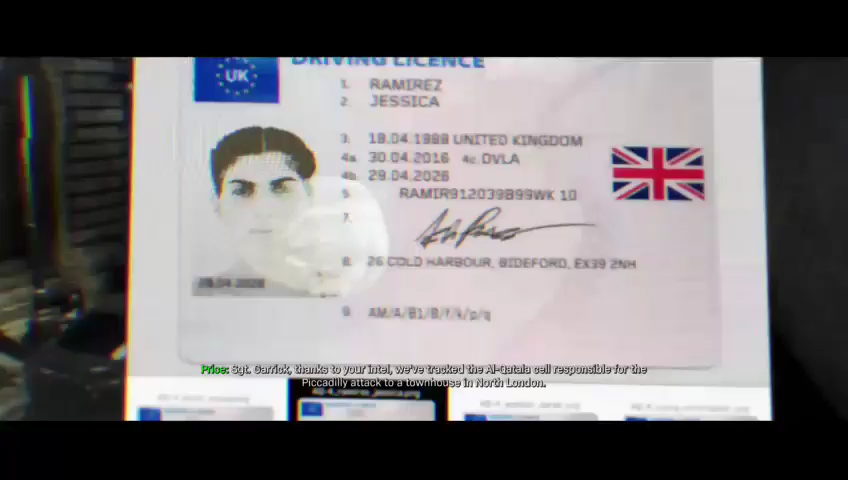 DRIVING LICENCE
UK
1. RAMIREZ
2. JESSICA
3. 18.04.1988 UNITED KINGDOM
4a. 30.04.2016 4c. DVLA
4b. 29.04.2026
5. RAMIR912039B99WK 10
7.
8. 26 COLD HARBOUR, BIDEFORD, EX39 2NH
9. AM/A/B1/B/f/k/p/q
Price: Sgt. Garrick, thanks to your intel, we've tracked the Al-Qatala cell responsible for the
Piccadilly attack to a townhouse in North London.